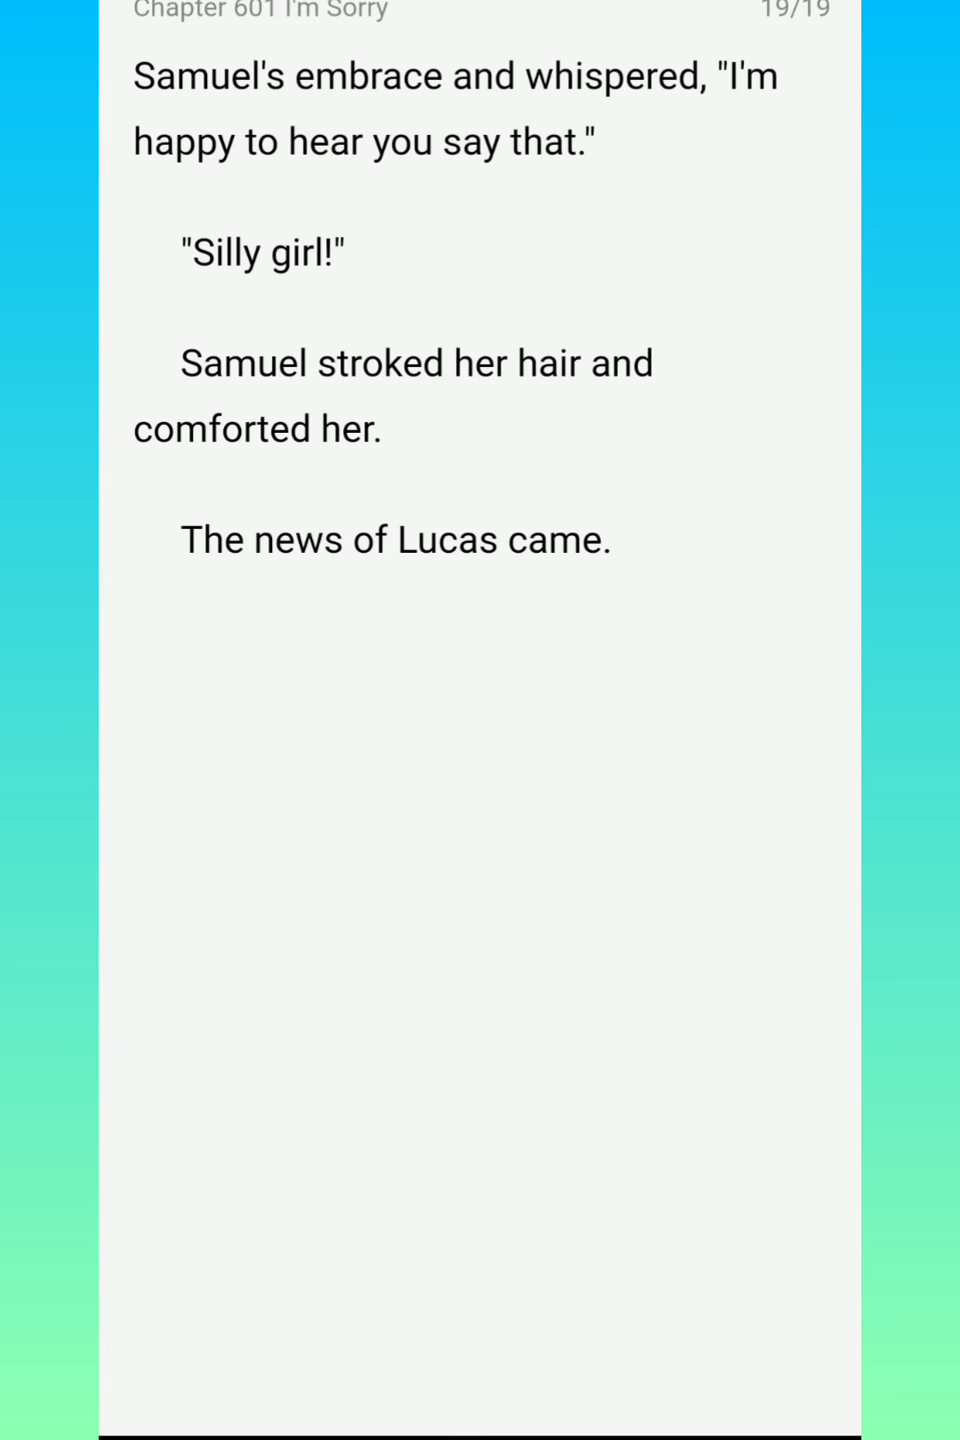 Chapter 601 I'm Sorry 19/19
Samuel's embrace and whispered, "I'm
happy to hear you say that."
"Silly girl!"
Samuel stroked her hair and
comforted her.
The news of Lucas came.